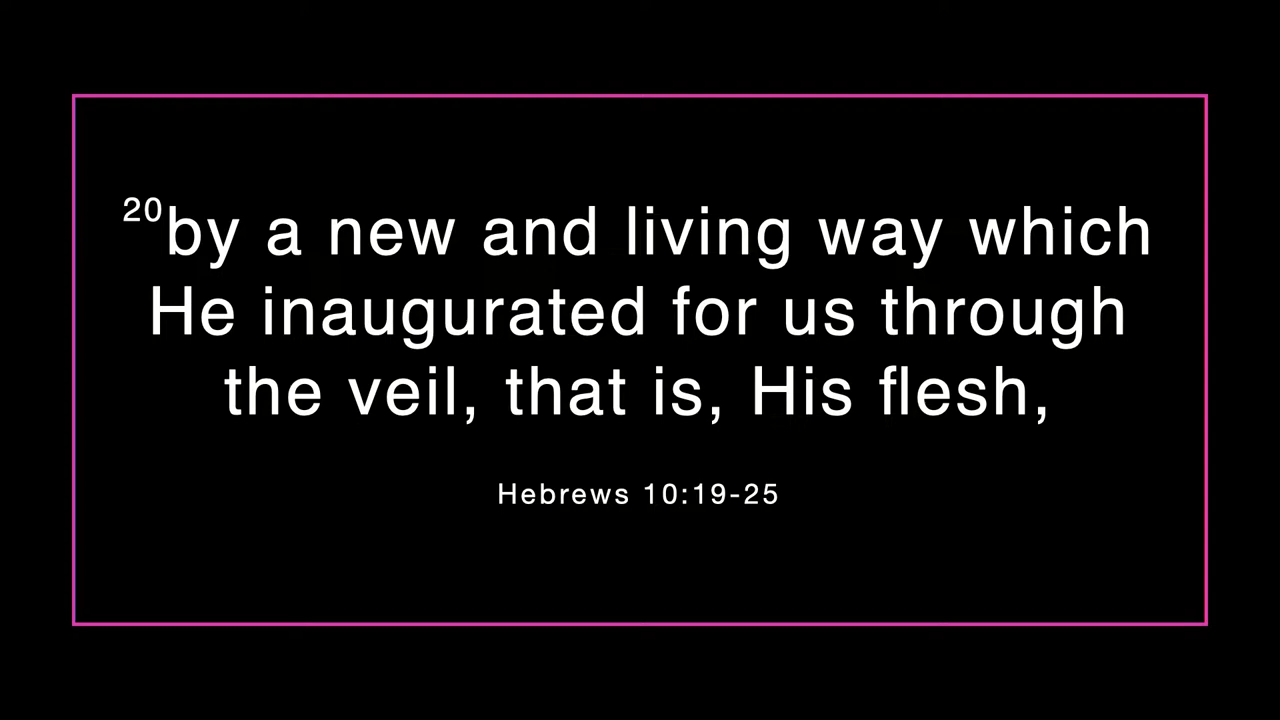 20by a new and living way which
He inaugurated for us through
the veil, that is, His flesh,
Hebrews 10:19-25